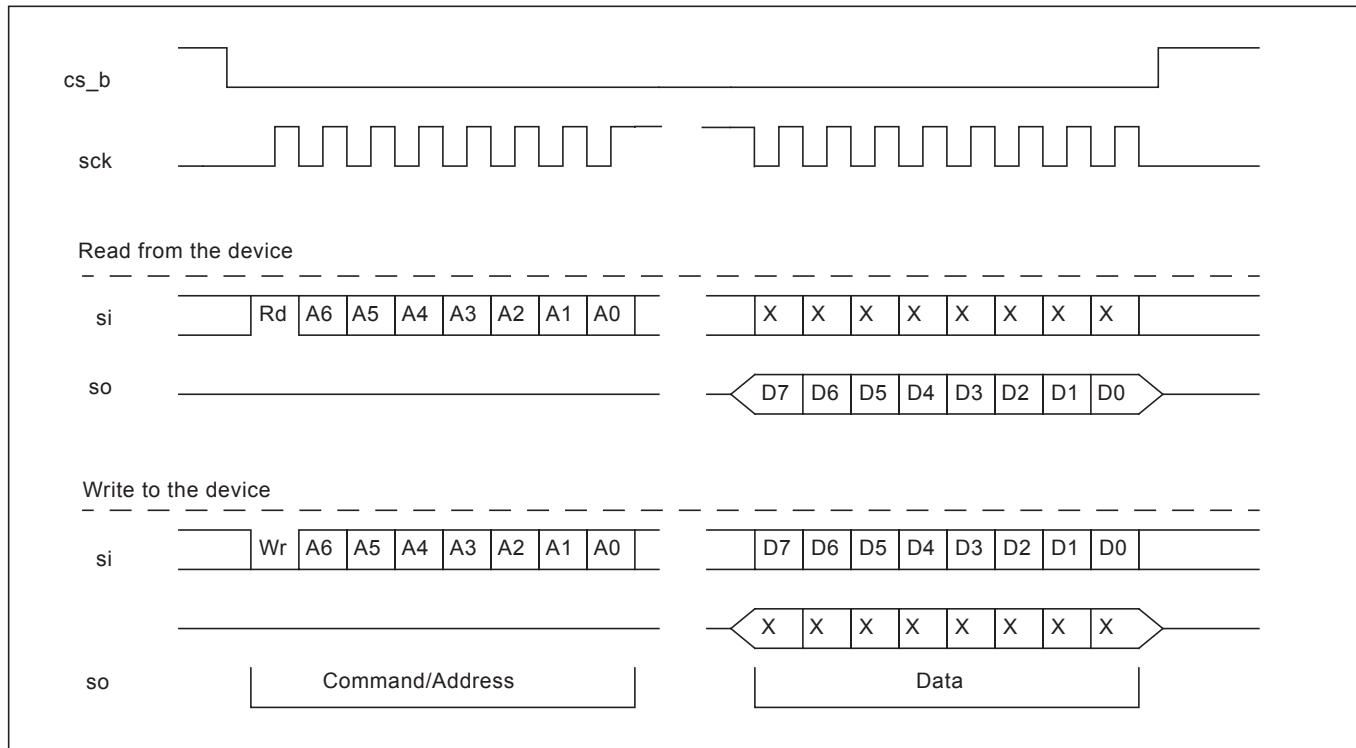 cs_b
sck
Read from the device
si Rd A6 A5 A4 A3 A2 A1 A0 X X X X X X X X
so D7 D6 D5 D4 D3 D2 D1 D0
Write to the device
si Wr A6 A5 A4 A3 A2 A1 A0 D7 D6 D5 D4 D3 D2 D1 D0
X X X X X X X X
so Command/Address Data